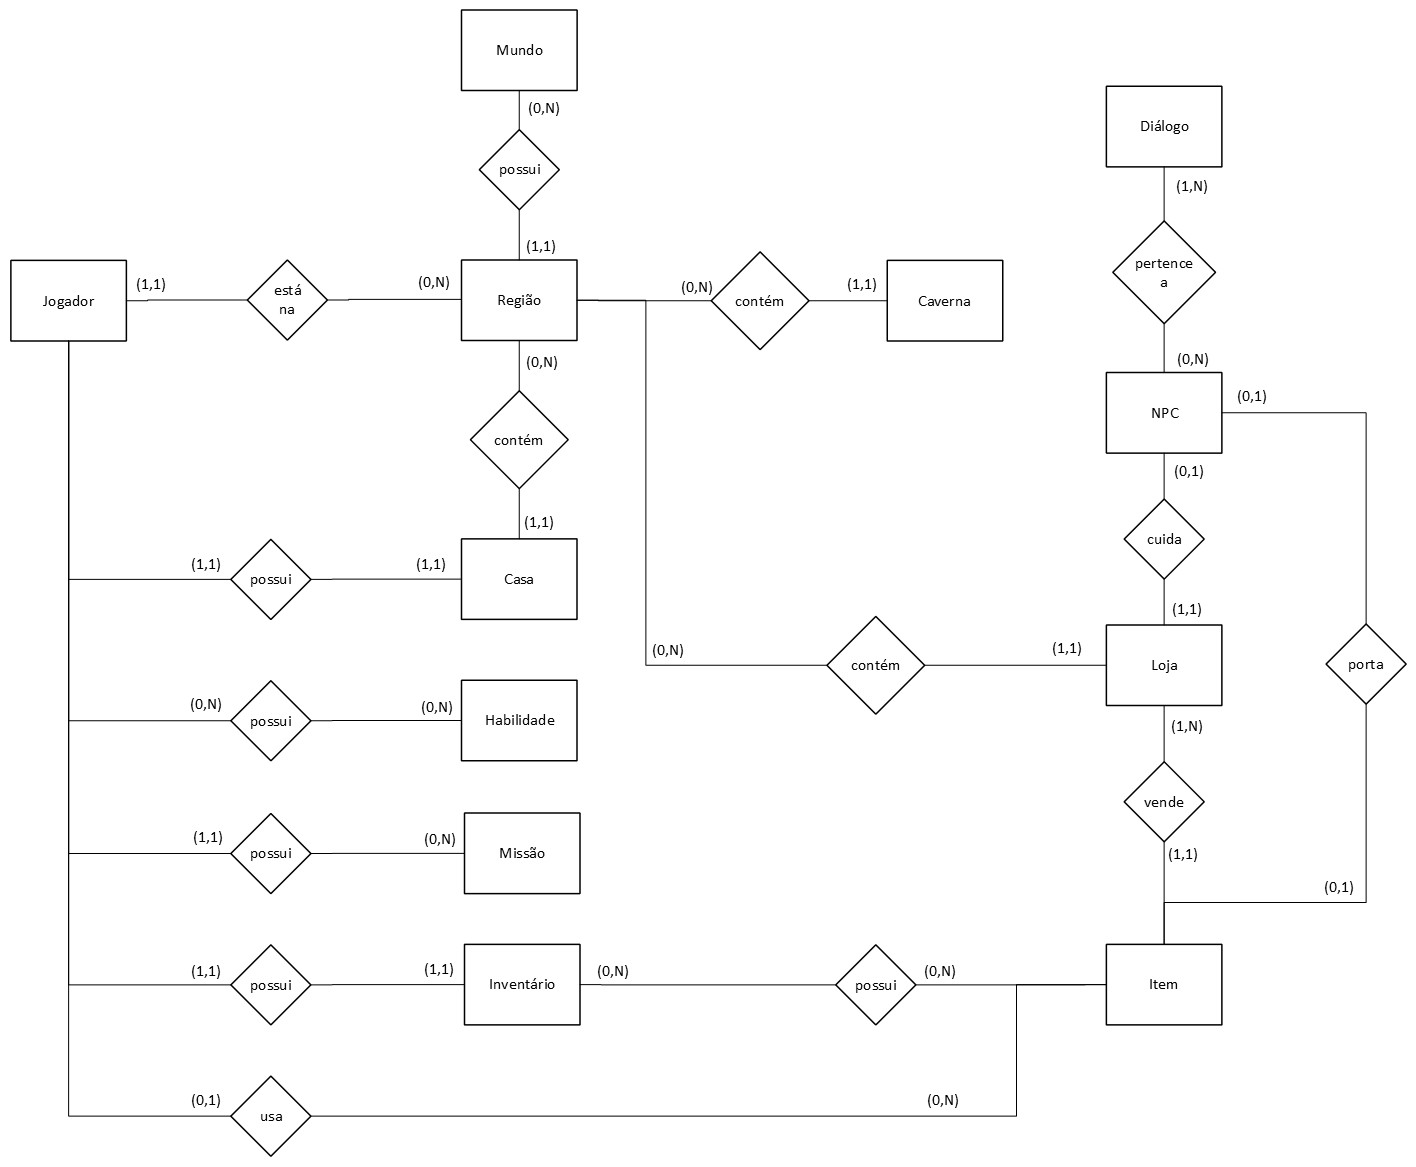 Mundo
(0,N)
possui
(1,1)
Diálogo
(1,N)
pertence
a
(0,N)
Jogador
(1,1)
está
na
(0,N)
Região
(0,N)
contém
(1,1)
Caverna
(0,N)
contém
(1,1)
NPC
(0,1)
(0,1)
cuida
(1,1)
(1,1)
possui
(1,1)
Casa
(0,N)
contém
(1,1)
Loja
porta
(0,N)
possui
(0,N)
Habilidade
(1,N)
vende
(1,1)
(0,1)
(1,1)
possui
(0,N)
Missão
(1,1)
possui
(1,1)
Inventário
(0,N)
possui
(0,N)
Item
(0,1)
usa
(0,N)